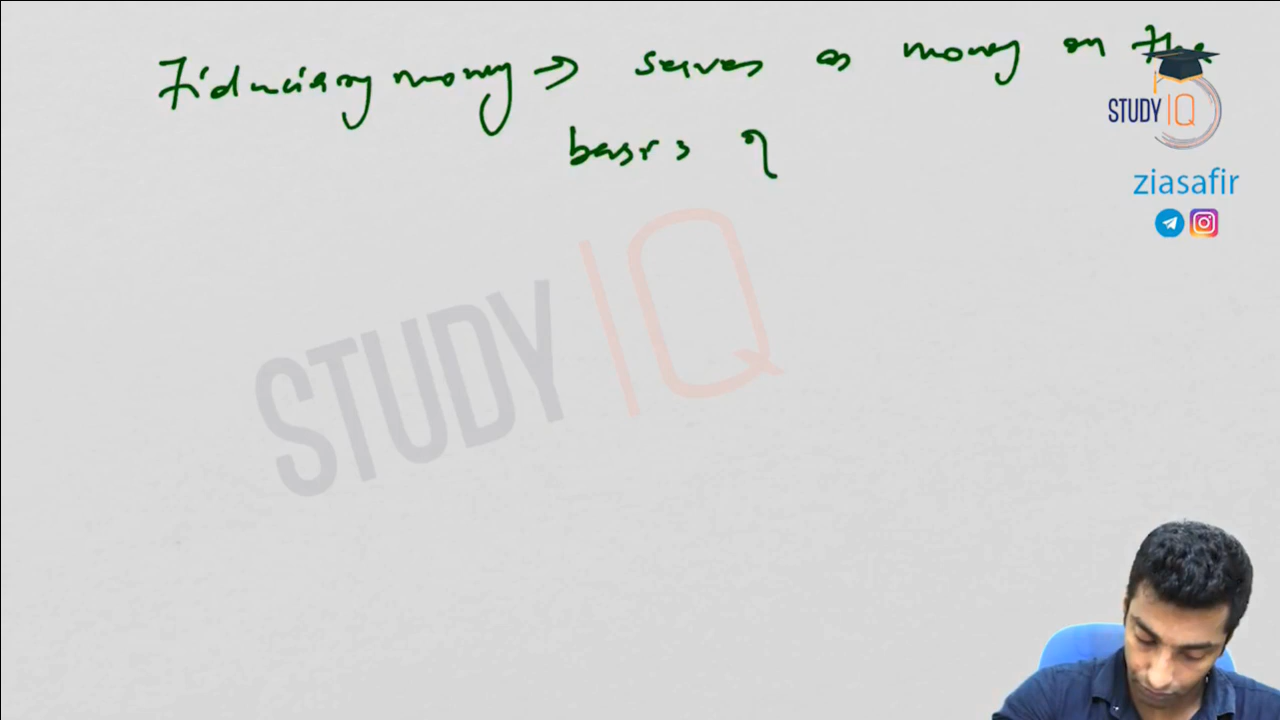 Fiduciary money → serves as money on the
basis of
STUDY IQ
ziasafir
STUDY IQ